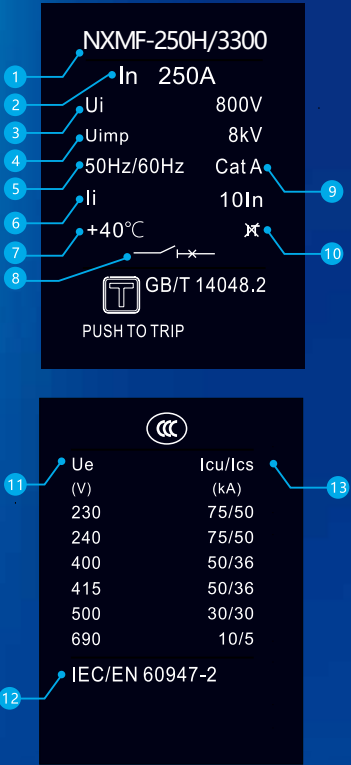 NXMF-250H/3300
1
2
In 250A
3
Ui 800V
4
Uimp 8kV
5
50Hz/60Hz Cat A
9
6
Ii 10In
7
+40℃
10
8
T
GB/T 14048.2
PUSH TO TRIP
CCC
11
Ue Icu/Ics
13
(V) (kA)
230 75/50
240 75/50
400 50/36
415 50/36
500 30/30
690 10/5
12
IEC/EN 60947-2